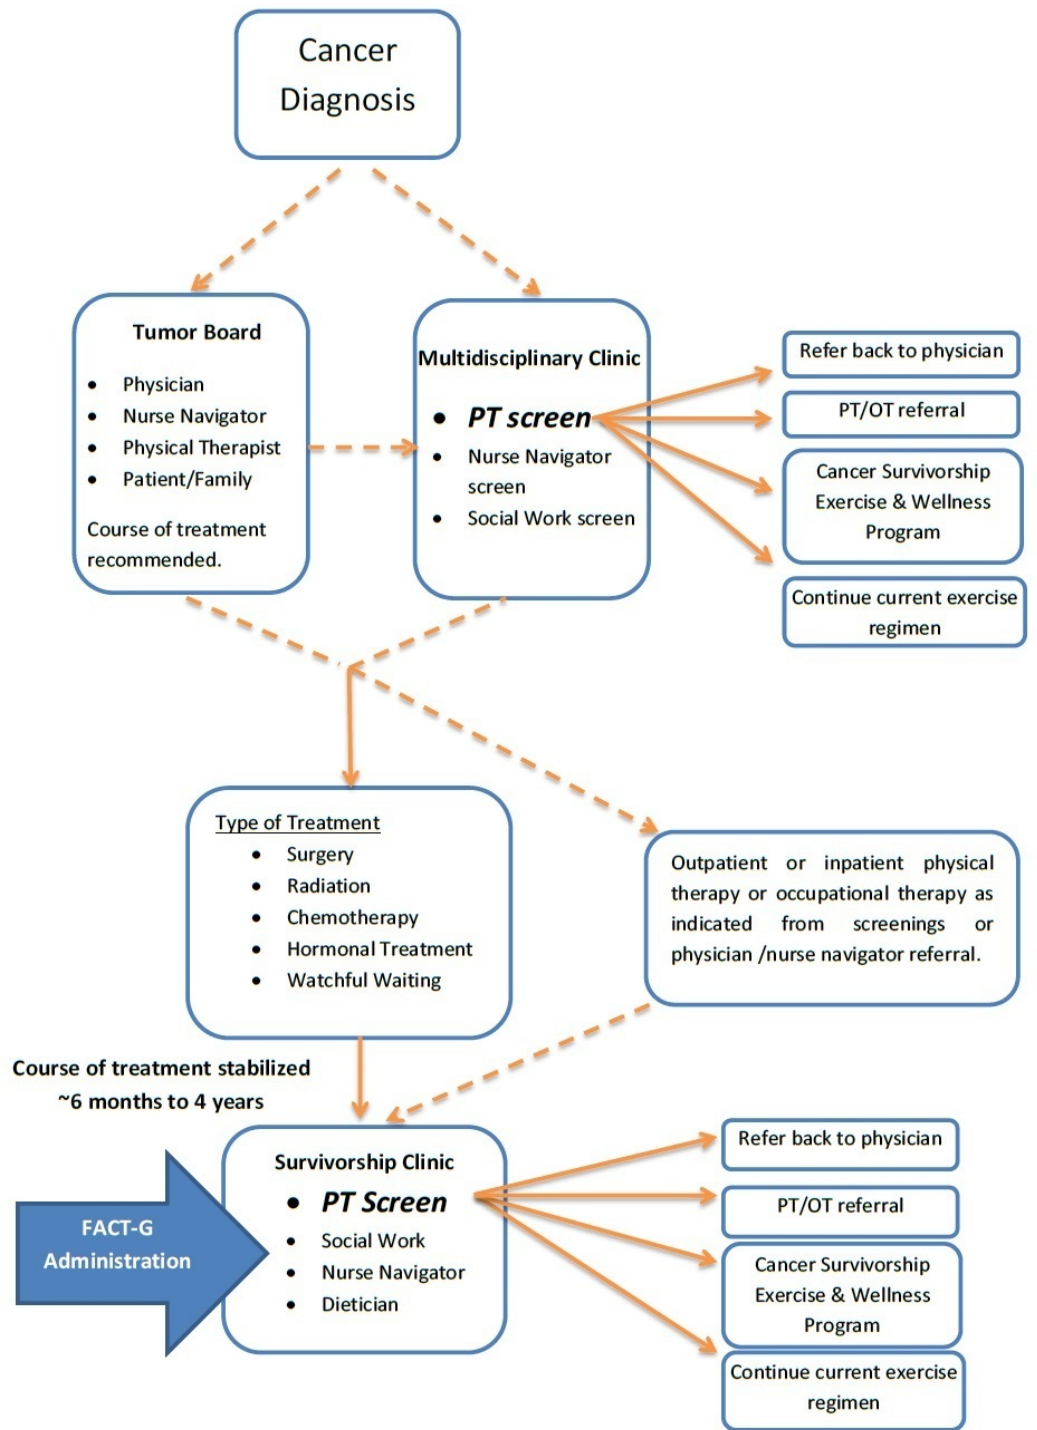 Cancer
Diagnosis
Tumor Board
• Physician
• Nurse Navigator
• Physical Therapist
• Patient/Family
Course of treatment
recommended.
Multidisciplinary Clinic
• PT screen
• Nurse Navigator
screen
• Social Work screen
Refer back to physician
PT/OT referral
Cancer Survivorship
Exercise & Wellness
Program
Continue current exercise
regimen
Type of Treatment
• Surgery
• Radiation
• Chemotherapy
• Hormonal Treatment
• Watchful Waiting
Outpatient or inpatient physical
therapy or occupational therapy as
indicated from screenings or
physician /nurse navigator referral.
Course of treatment stabilized
~6 months to 4 years
FACT-G
Administration
Survivorship Clinic
• PT Screen
• Social Work
• Nurse Navigator
• Dietician
Refer back to physician
PT/OT referral
Cancer Survivorship
Exercise & Wellness
Program
Continue current exercise
regimen